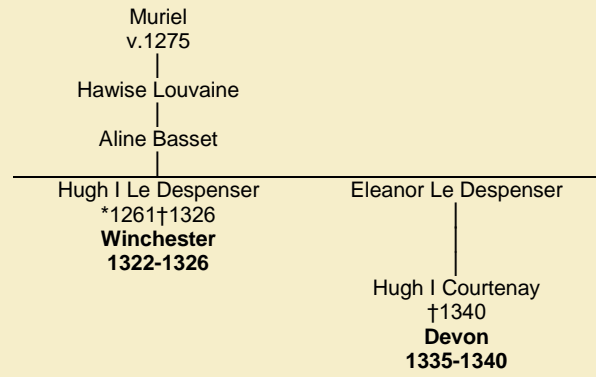 Muriel
v.1275
Hawise Louvaine
Aline Basset
Hugh I Le Despenser
*1261†1326
Winchester
1322-1326
Eleanor Le Despenser
Hugh I Courtenay
†1340
Devon
1335-1340